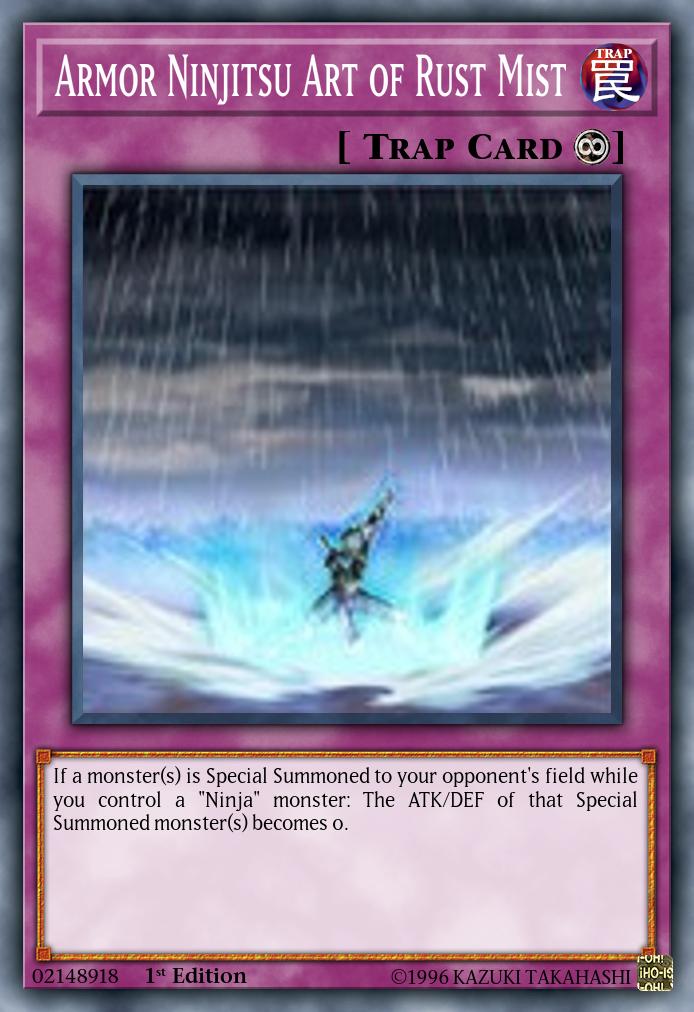 ARMOR NINJITSU ART OF RUST MIST
TRAP
罠
[ TRAP CARD ]
If a monster(s) is Special Summoned to your opponent's field while
you control a "Ninja" monster: The ATK/DEF of that Special
Summoned monster(s) becomes 0.
02148918 1st Edition ©1996 KAZUKI TAKAHASHI